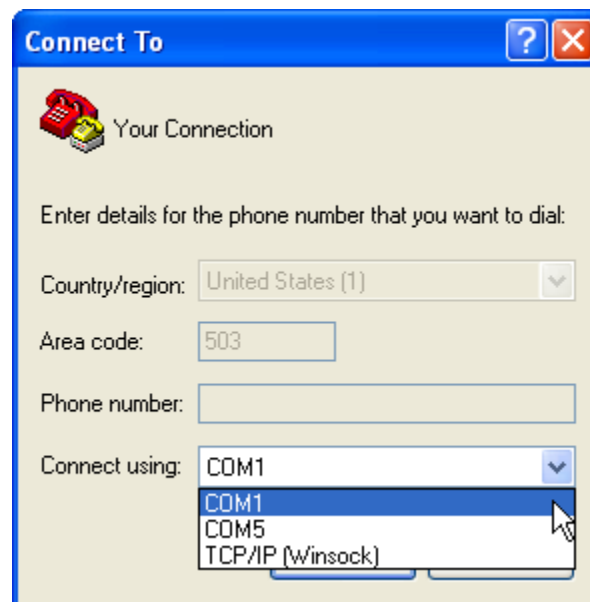 Connect To
Your Connection
Enter details for the phone number that you want to dial:
Country/region: United States (1)
Area code: 503
Phone number:
Connect using: COM1
COM1
COM5
TCP/IP (Winsock)